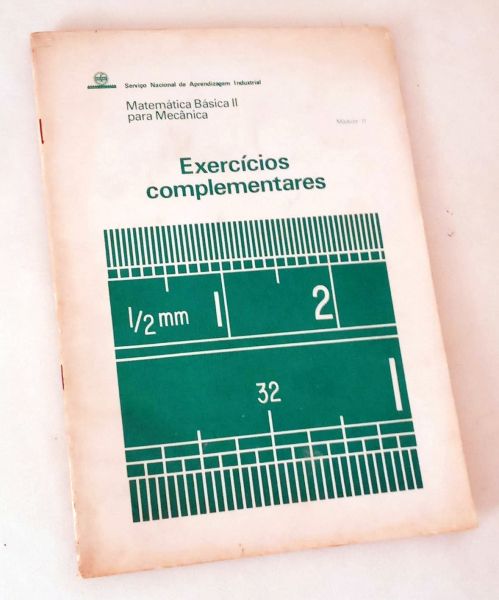 Serviço Nacional de Aprendizagem Industrial
Matemática Básica II
para Mecânica
Exercícios
complementares
1/2 mm 1 2
32 1